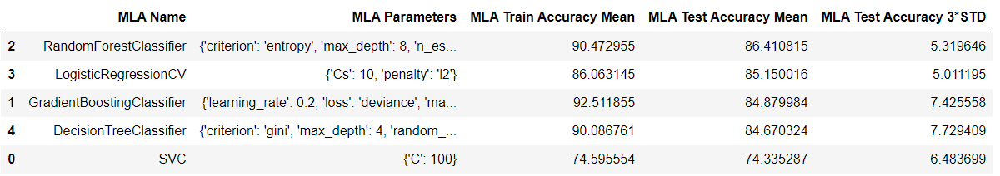 MLA Name MLA Parameters MLA Train Accuracy Mean MLA Test Accuracy Mean MLA Test Accuracy 3*STD
2 RandomForestClassifier {'criterion': 'entropy', 'max_depth': 8, 'n_es... 90.472955 86.410815 5.319646
3 LogisticRegressionCV {'Cs': 10, 'penalty': 'l2'} 86.063145 85.150016 5.011195
1 GradientBoostingClassifier {'learning_rate': 0.2, 'loss': 'deviance', 'ma... 92.511855 84.879984 7.425558
4 DecisionTreeClassifier {'criterion': 'gini', 'max_depth': 4, 'random_... 90.086761 84.670324 7.729409
0 SVC {'C': 100} 74.595554 74.335287 6.483699